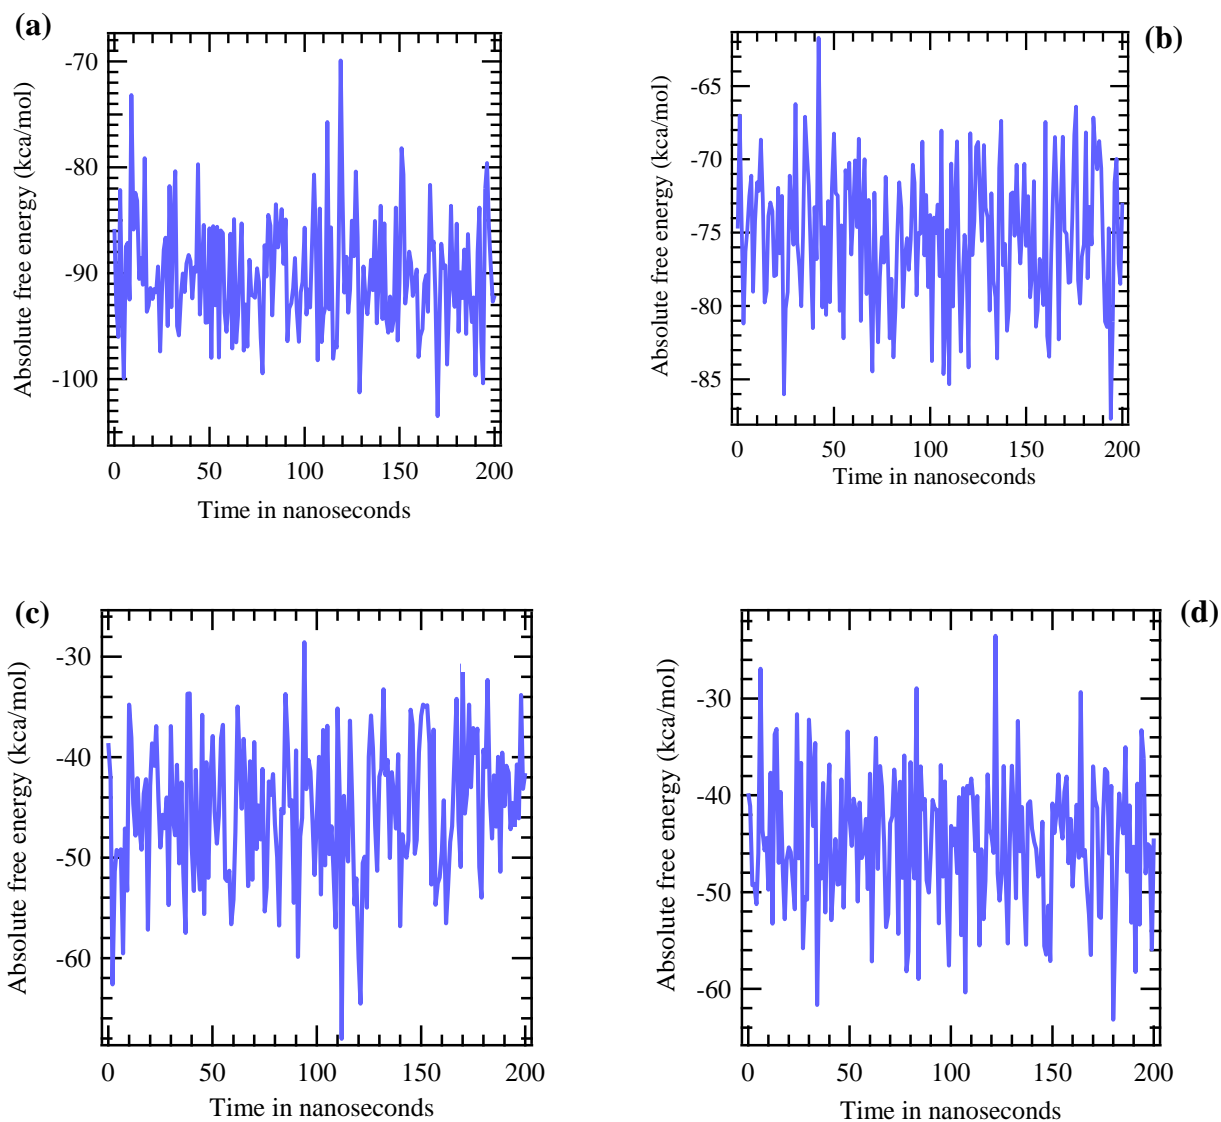 (a)
Absolute free energy (kca/mol)
-70
-80
-90
-100
0 50 100 150 200
Time in nanoseconds
(b)
Absolute free energy (kca/mol)
-65
-70
-75
-80
-85
0 50 100 150 200
Time in nanoseconds
(c)
Absolute free energy (kca/mol)
-30
-40
-50
-60
0 50 100 150 200
Time in nanoseconds
(d)
Absolute free energy (kca/mol)
-30
-40
-50
-60
0 50 100 150 200
Time in nanoseconds